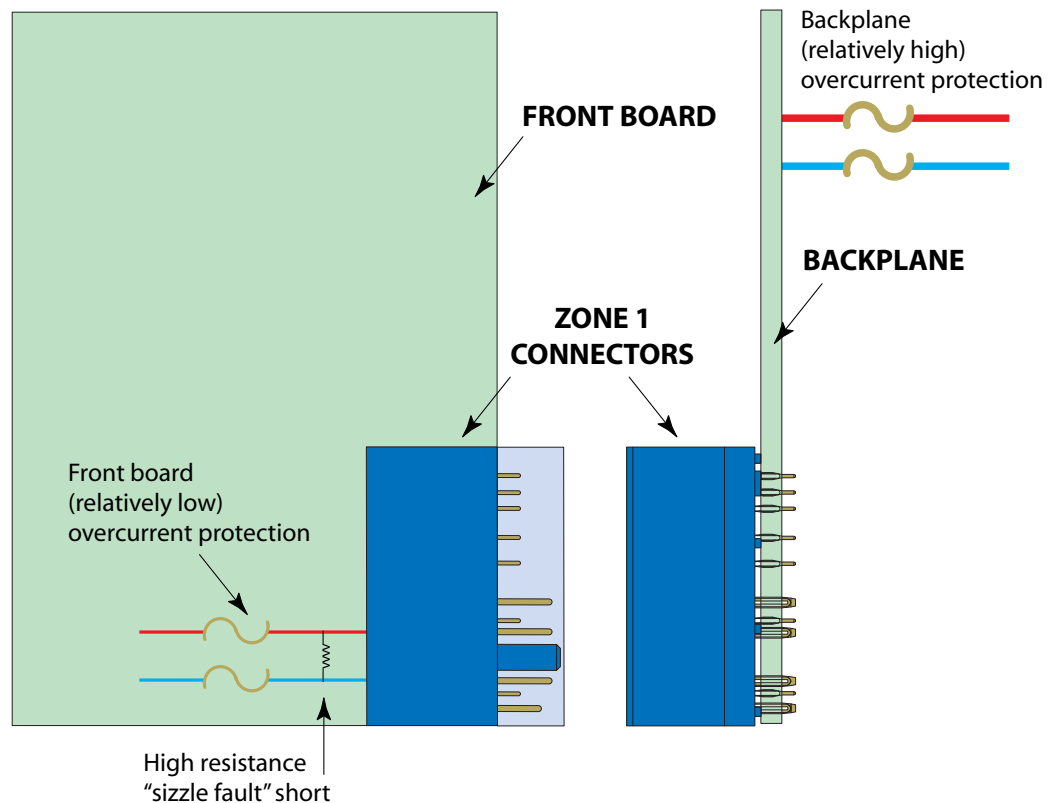 Backplane
(relatively high)
overcurrent protection
FRONT BOARD
BACKPLANE
ZONE 1
CONNECTORS
Front board
(relatively low)
overcurrent protection
High resistance
“sizzle fault” short